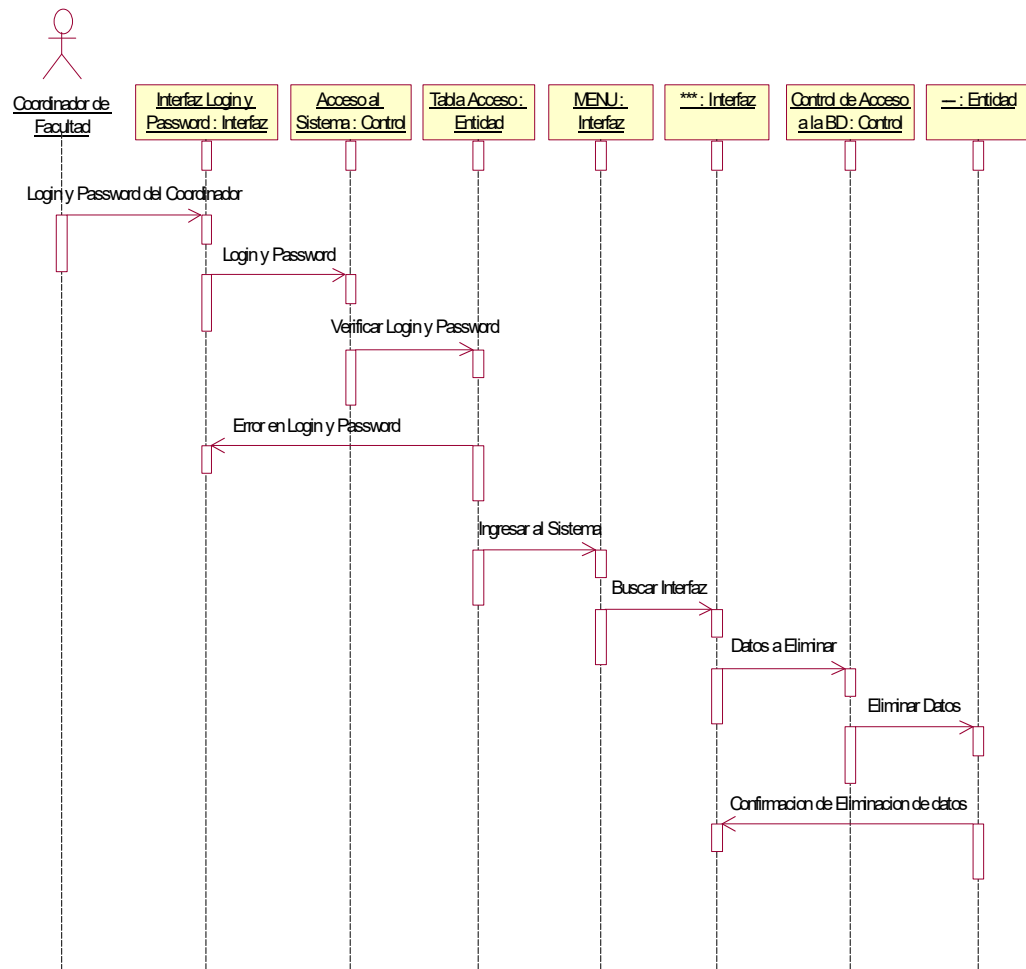 Coordinador de
Facultad
Interfaz Login y
Password : Interfaz
Acceso al
Sistema : Control
Tabla Acceso :
Entidad
MENU :
Interfaz
*** : Interfaz
Control de Acceso
a la BD : Control
--- : Entidad
Login y Password del Coordinador
Login y Password
Verificar Login y Password
Error en Login y Password
Ingresar al Sistema
Buscar Interfaz
Datos a Eliminar
Eliminar Datos
Confirmacion de Eliminacion de datos